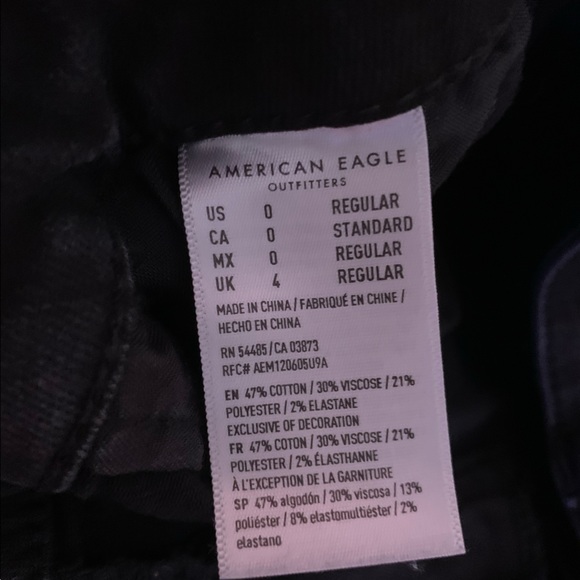 AMERICAN EAGLE
OUTFITTERS
US 0 REGULAR
CA 0 STANDARD
MX 0 REGULAR
UK 4 REGULAR
MADE IN CHINA / FABRIQUÉ EN CHINE /
HECHO EN CHINA
RN 54485/CA 03873
RFC# AEM120605U9A
EN 47% COTTON / 30% VISCOSE / 21%
POLYESTER / 2% ELASTANE
EXCLUSIVE OF DECORATION
FR 47% COTON / 30% VISCOSE / 21%
POLYESTER / 2% ÉLASTHANNE
À L'EXCEPTION DE LA GARNITURE
SP 47% algodón / 30% viscosa / 13%
poliéster / 8% elastomultiéster / 2%
elastano